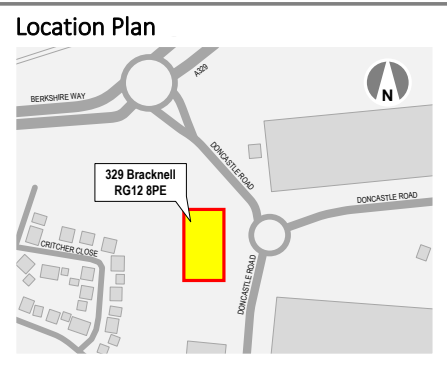 Location Plan
A329
BERKSHIRE WAY
N
DONCASTLE ROAD
329 Bracknell
RG12 8PE
DONCASTLE ROAD
CRITCHER CLOSE
DONCASTLE ROAD